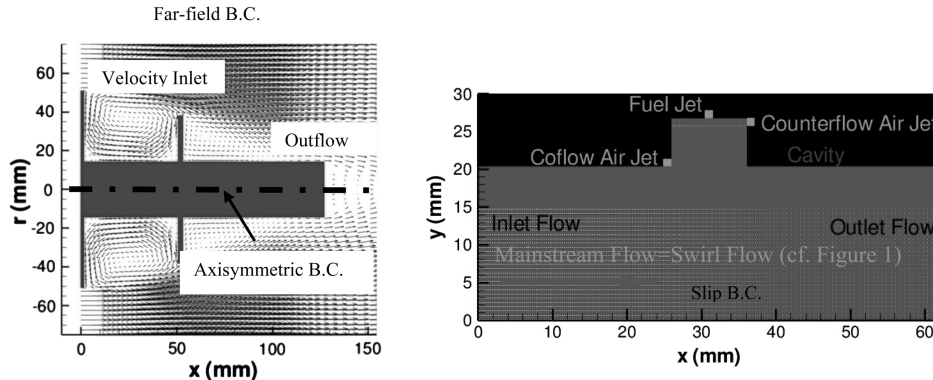 Far-field B.C.
60
40
20
0
-20
-40
-60
r (mm)
Velocity Inlet
Outflow
Axisymmetric B.C.
0
50
100
150
x (mm)
30
25
20
15
10
5
0
y (mm)
Fuel Jet
Counterflow Air Jet
Coflow Air Jet
Cavity
Inlet Flow
Outlet Flow
Mainstream Flow=Swirl Flow (cf. Figure 1)
Slip B.C.
0
10
20
30
40
50
60
x (mm)